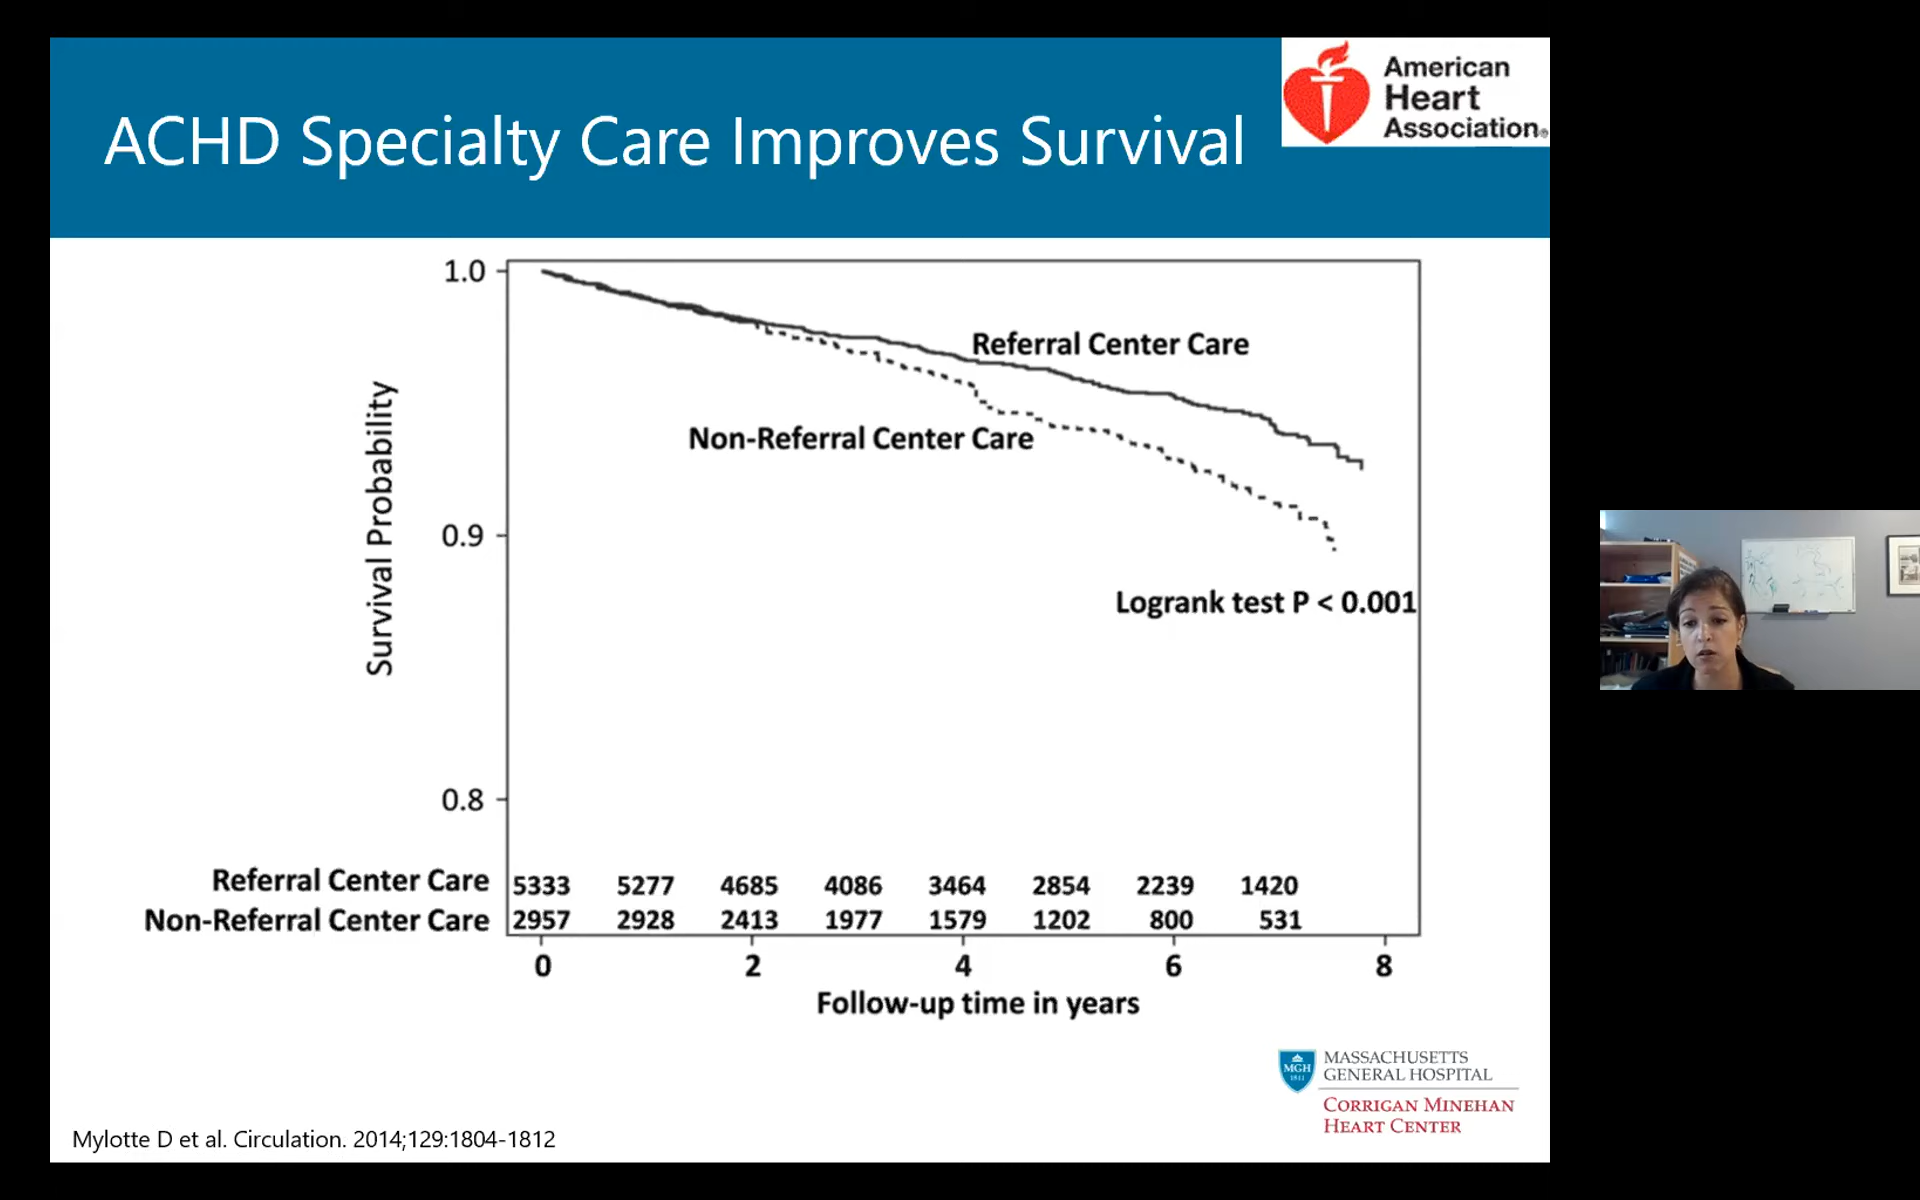 ACHD Specialty Care Improves Survival
American
Heart
Association®
1.0
0.9
0.8
Survival Probability
Referral Center Care
Non-Referral Center Care
Logrank test P < 0.001
Referral Center Care 5333 5277 4685 4086 3464 2854 2239 1420
Non-Referral Center Care 2957 2928 2413 1977 1579 1202 800 531
0 2 4 6 8
Follow-up time in years
MGH
1811
MASSACHUSETTS
GENERAL HOSPITAL
CORRIGAN MINEHAN
HEART CENTER
Mylotte D et al. Circulation. 2014;129:1804-1812